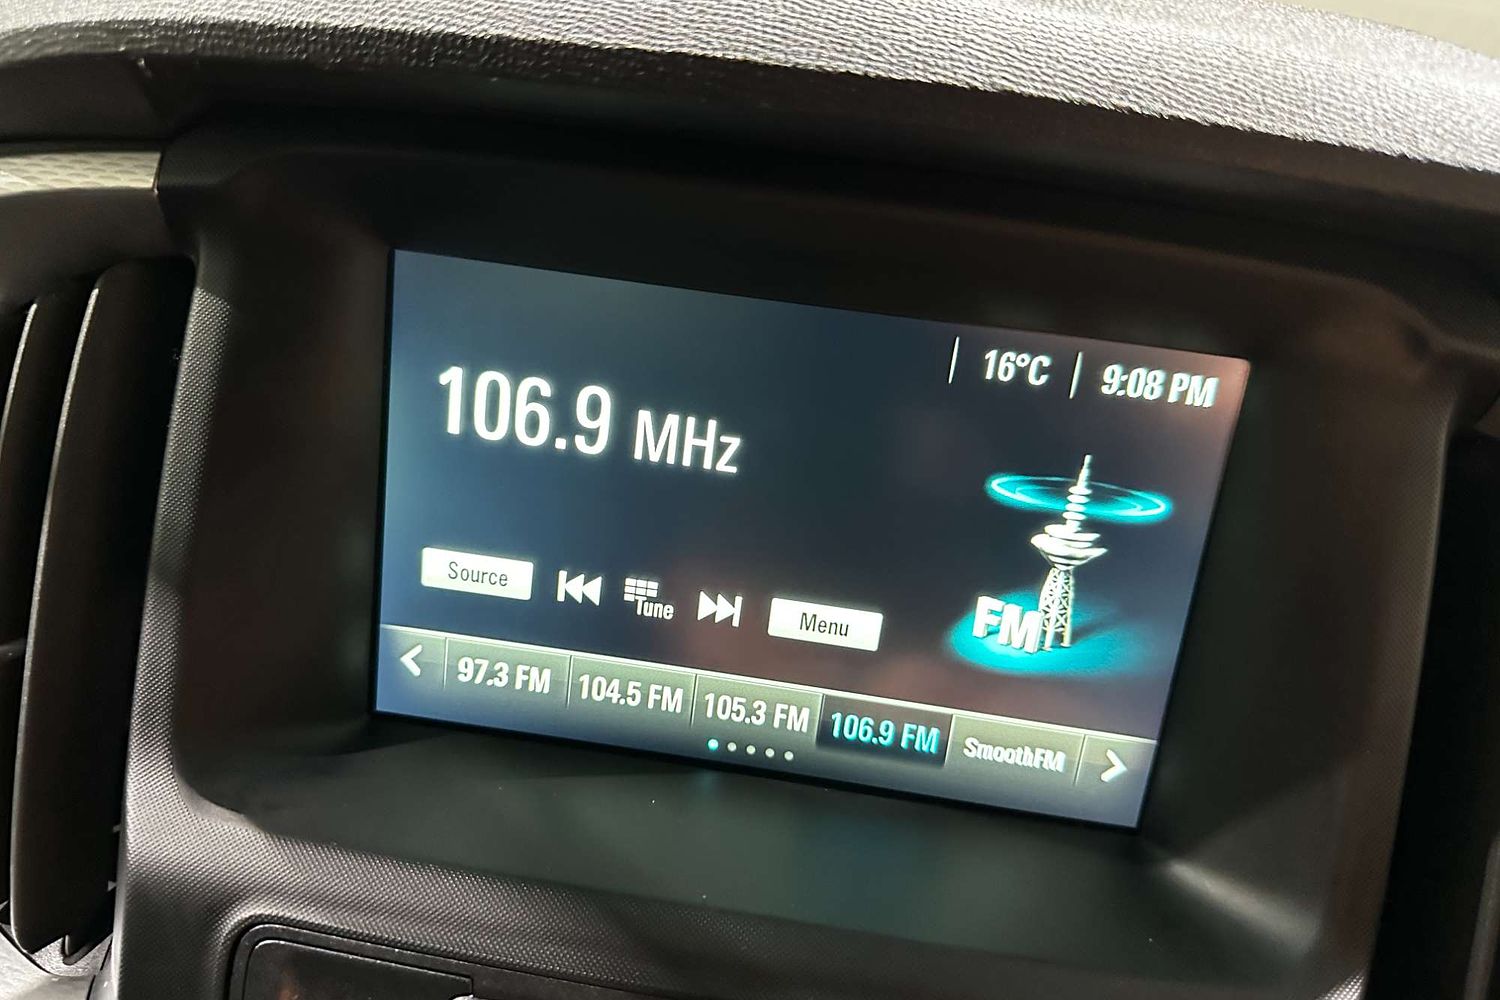 16°C | 9:08 PM
106.9 MHz
Source Tune Menu
FM
97.3 FM 104.5 FM 105.3 FM 106.9 FM SmoothFM